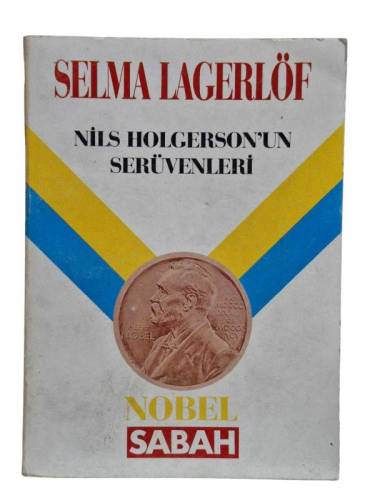 SELMA LAGERLÖF
NİLS HOLGERSON'UN
SERÜVENLERİ
NOBEL
SABAH